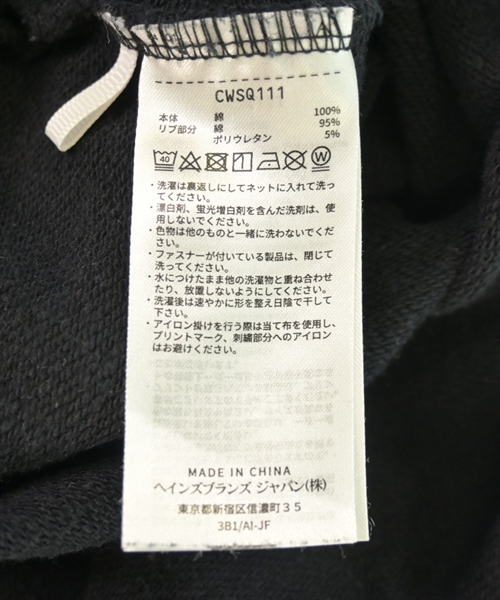 CWSQ111
本体 綿 100%
リブ部分 綿 95%
ポリウレタン 5%
40 W
・洗濯は裏返しにしてネットに入れて洗っ
てください。
・漂白剤、蛍光増白剤を含んだ洗剤は、使
用しないでください。
・色物は他のものと一緒に洗わないでくだ
さい。
・ファスナーが付いている製品は、閉じて
洗ってください。
・水につけたまま他の洗濯物と重ね合わせ
たり、放置しないようにしてください。
・洗濯後は速やかに形を整え日陰で干して
下さい。
・アイロン掛けを行う際は当て布を使用し、
プリントマーク、刺繍部分へのアイロン
はお避けください。
MADE IN CHINA
ヘインズブランズ ジャパン(株)
東京都新宿区信濃町３５
3B1/AI-JF